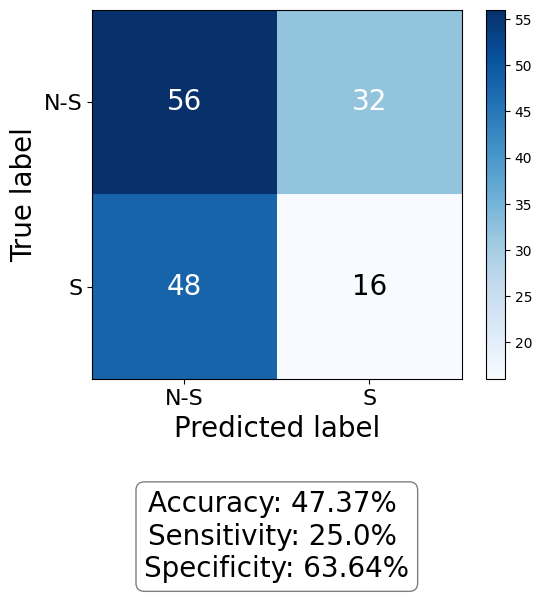 55
50
45
40
35
30
25
20
N-S
S
True label
56
32
48
16
N-S
S
Predicted label
Accuracy: 47.37%
Sensitivity: 25.0%
Specificity: 63.64%